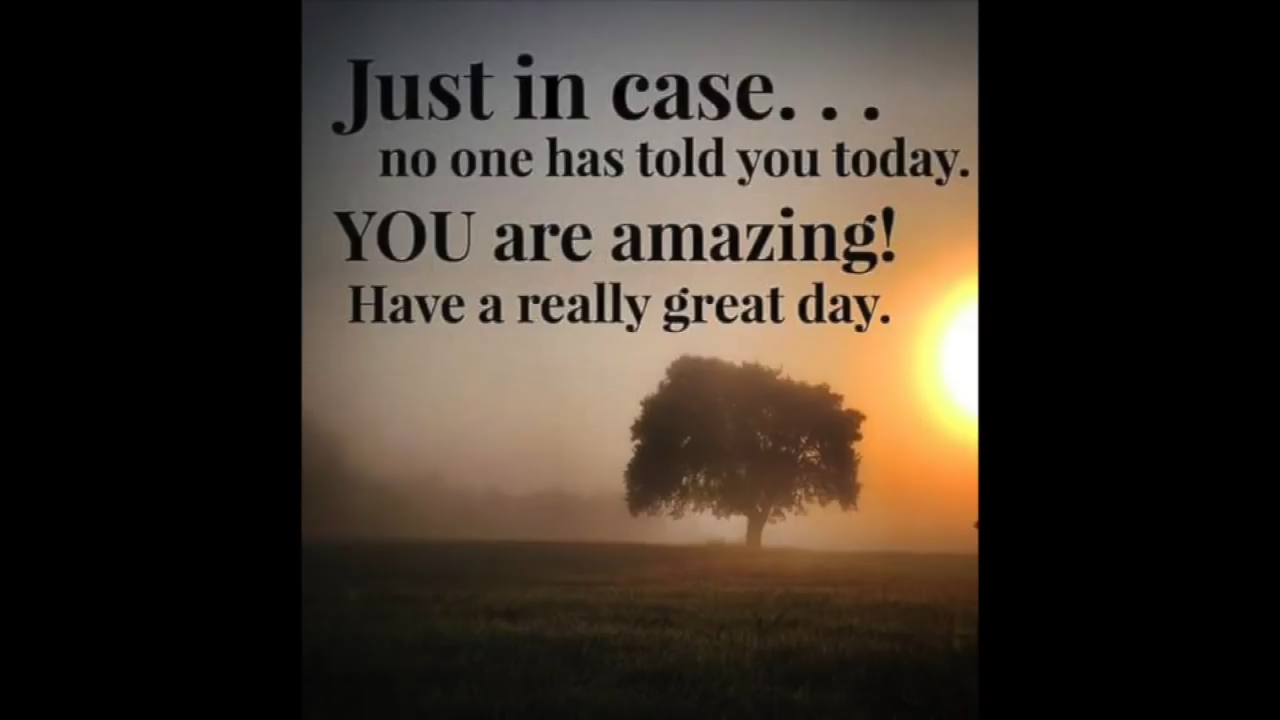 Just in case. . .
no one has told you today.
YOU are amazing!
Have a really great day.